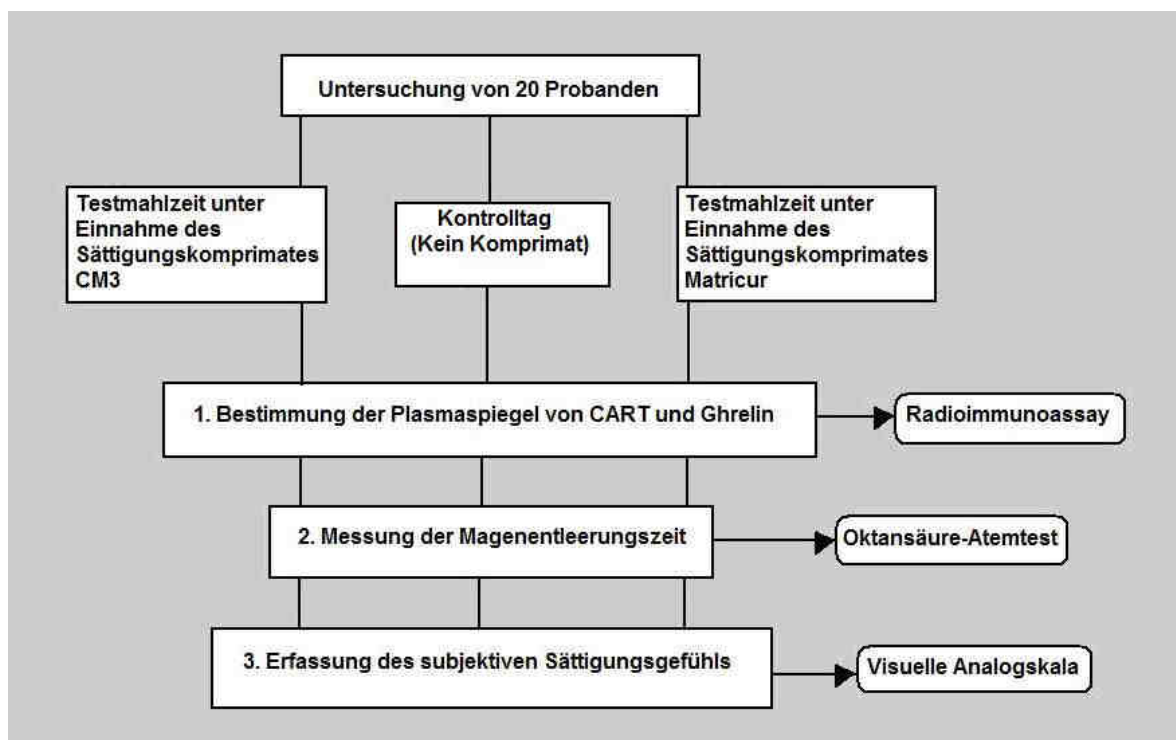 Untersuchung von 20 Probanden
Testmahlzeit unter
Einnahme des
Sättigungskomprimates
CM3
Kontrolltag
(Kein Komprimat)
Testmahlzeit unter
Einnahme des
Sättigungskomprimates
Matricur
1. Bestimmung der Plasmaspiegel von CART und Ghrelin
Radioimmunoassay
2. Messung der Magenentleerungszeit
Oktansäure-Atemtest
3. Erfassung des subjektiven Sättigungsgefühls
Visuelle Analogskala